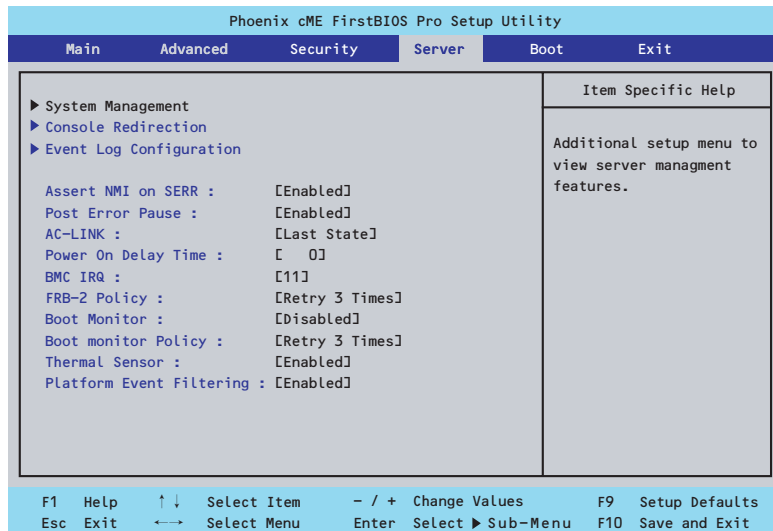 Phoenix cME FirstBIOS Pro Setup Utility
Main Advanced Security Server Boot Exit
Item Specific Help
▶ System Management
▶ Console Redirection
▶ Event Log Configuration
Additional setup menu to
view server managment
features.
Assert NMI on SERR : [Enabled]
Post Error Pause : [Enabled]
AC-LINK : [Last State]
Power On Delay Time : [ 0]
BMC IRQ : [11]
FRB-2 Policy : [Retry 3 Times]
Boot Monitor : [Disabled]
Boot monitor Policy : [Retry 3 Times]
Thermal Sensor : [Enabled]
Platform Event Filtering : [Enabled]
F1 Help ↑↓ Select Item - / + Change Values F9 Setup Defaults
Esc Exit ←→ Select Menu Enter Select ▶ Sub-Menu F10 Save and Exit